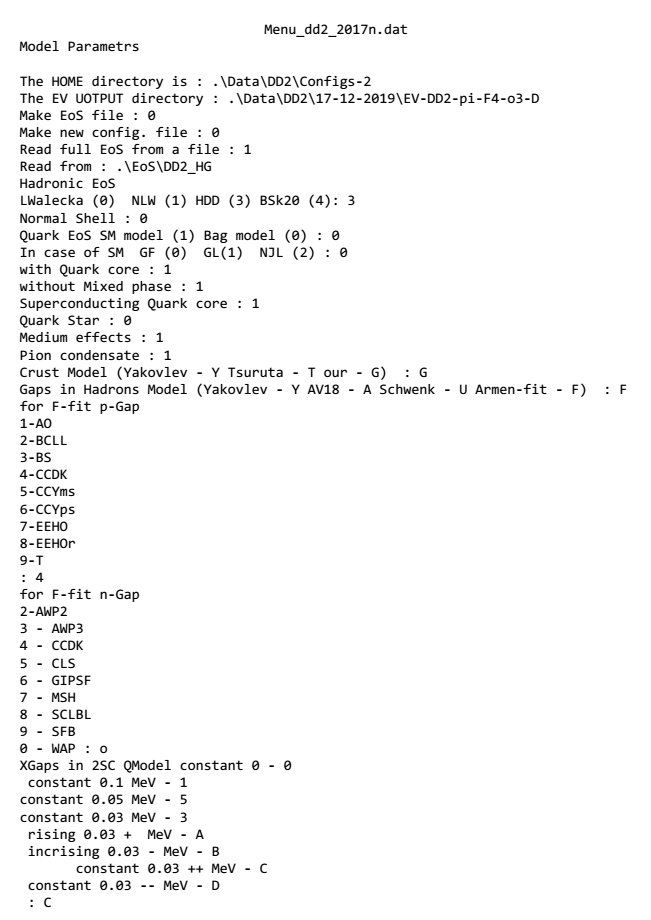 Menu_dd2_2017n.dat
Model Parametrs
The HOME directory is : .\Data\DD2\Configs-2
The EV UOTPUT directory : .\Data\DD2\17-12-2019\EV-DD2-pi-F4-o3-D
Make EoS file : 0
Make new config. file : 0
Read full EoS from a file : 1
Read from : .\EoS\DD2_HG
Hadronic EoS
LWalecka (0)  NLW (1) HDD (3) BSk20 (4): 3
Normal Shell : 0
Quark EoS SM model (1) Bag model (0) : 0
In case of SM  GF (0)  GL(1)  NJL (2) : 0
with Quark core : 1
without Mixed phase : 1
Superconducting Quark core : 1
Quark Star : 0
Medium effects : 1
Pion condensate : 1
Crust Model (Yakovlev - Y Tsuruta - T our - G)  : G
Gaps in Hadrons Model (Yakovlev - Y AV18 - A Schwenk - U Armen-fit - F)  : F
for F-fit p-Gap
1-AO
2-BCLL
3-BS
4-CCDK
5-CCYms
6-CCYps
7-EEHO
8-EEHOr
9-T
: 4
for F-fit n-Gap
2-AWP2
3 - AWP3
4 - CCDK
5 - CLS
6 - GIPSF
7 - MSH
8 - SCLBL
9 - SFB
0 - WAP : o
XGaps in 2SC QModel constant 0 - 0
constant 0.1 MeV - 1
constant 0.05 MeV - 5
constant 0.03 MeV - 3
rising 0.03 +  MeV - A
incrising 0.03 - MeV - B
constant 0.03 ++ MeV - C
constant 0.03 -- MeV - D
: C